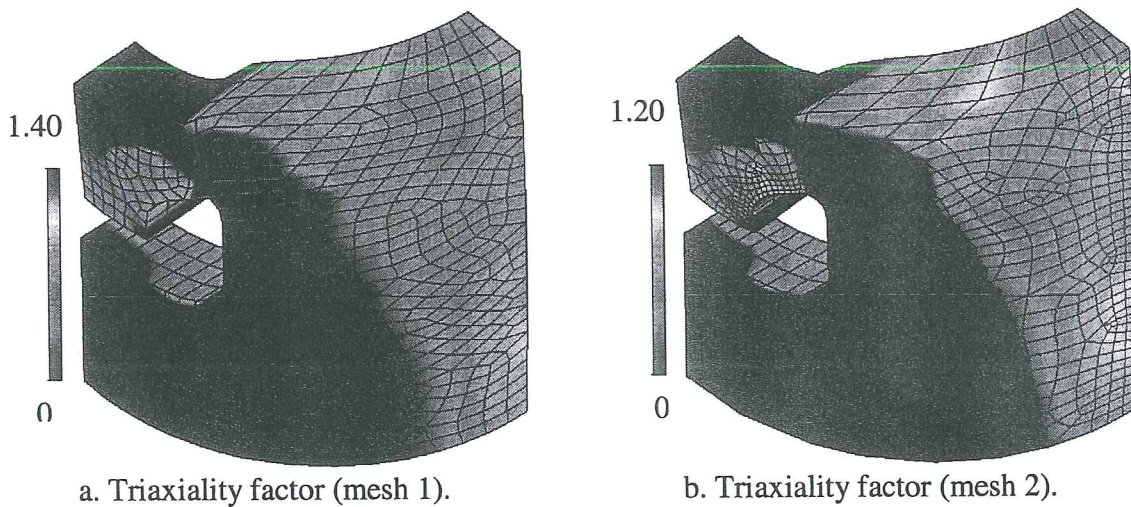 1.40
0
a. Triaxiality factor (mesh 1).
1.20
0
b. Triaxiality factor (mesh 2).